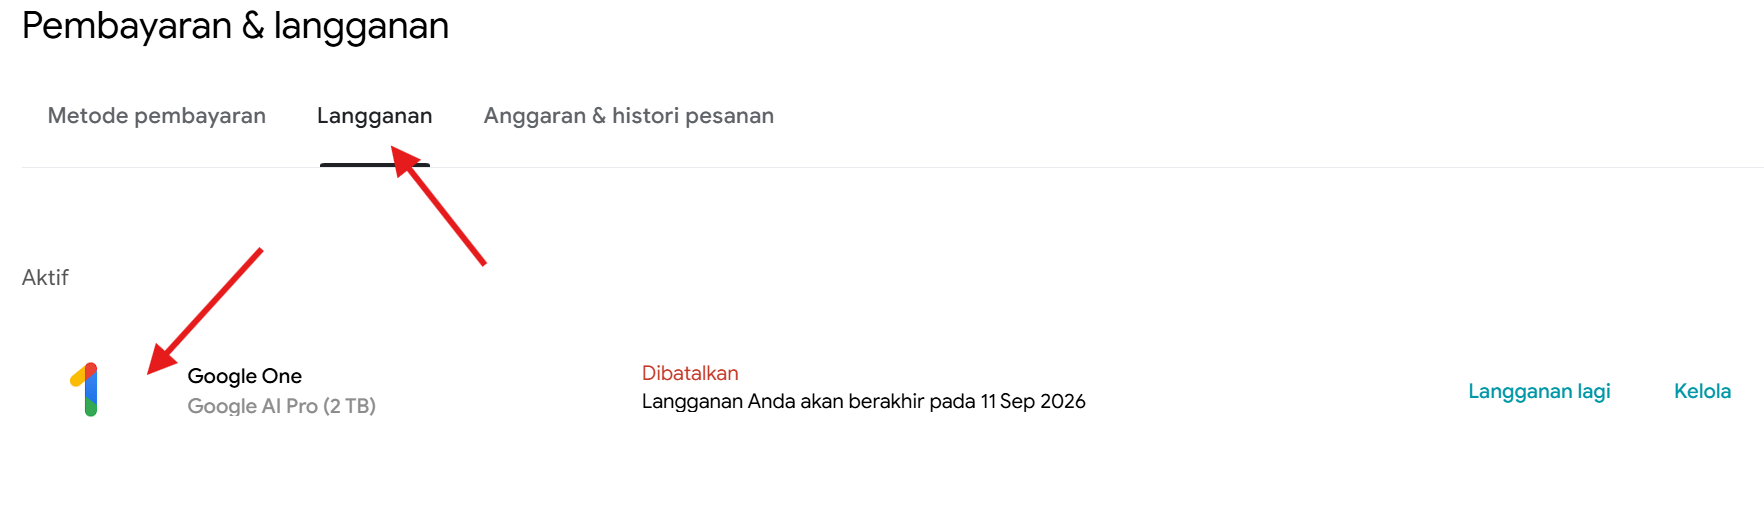 Pembayaran & langganan
Metode pembayaran
Langganan
Anggaran & histori pesanan
Aktif
Google One
Google AI Pro (2 TB)
Dibatalkan
Langganan Anda akan berakhir pada 11 Sep 2026
Langganan lagi
Kelola